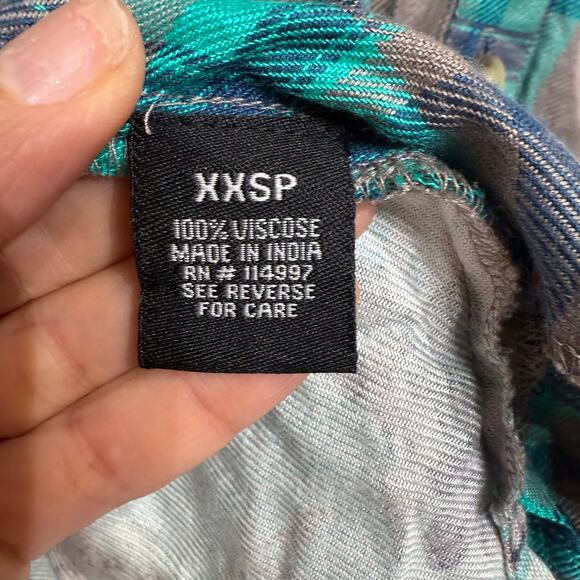 XXSP
100% VISCOSE
MADE IN INDIA
RN # 114997
SEE REVERSE
FOR CARE